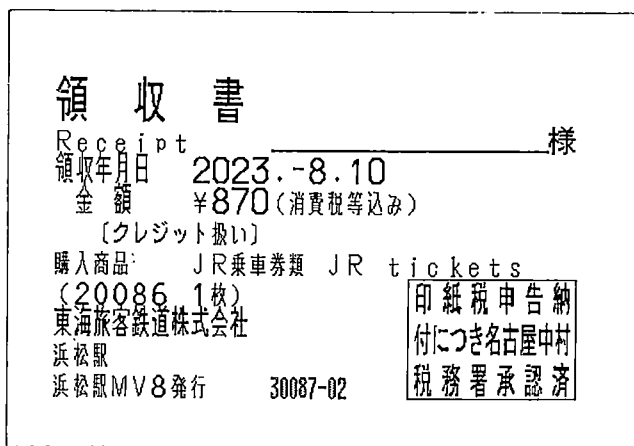 領収書
Receipt 様
領収年月日 2023.-8.10
金額 ¥870(消費税等込み)
〔クレジット扱い〕
購入商品: JR乗車券類 JR tickets
(20086 1枚)
東海旅客鉄道株式会社
浜松駅
浜松駅MV8発行 30087-02
印紙税申告納
付につき名古屋中村
税務署承認済